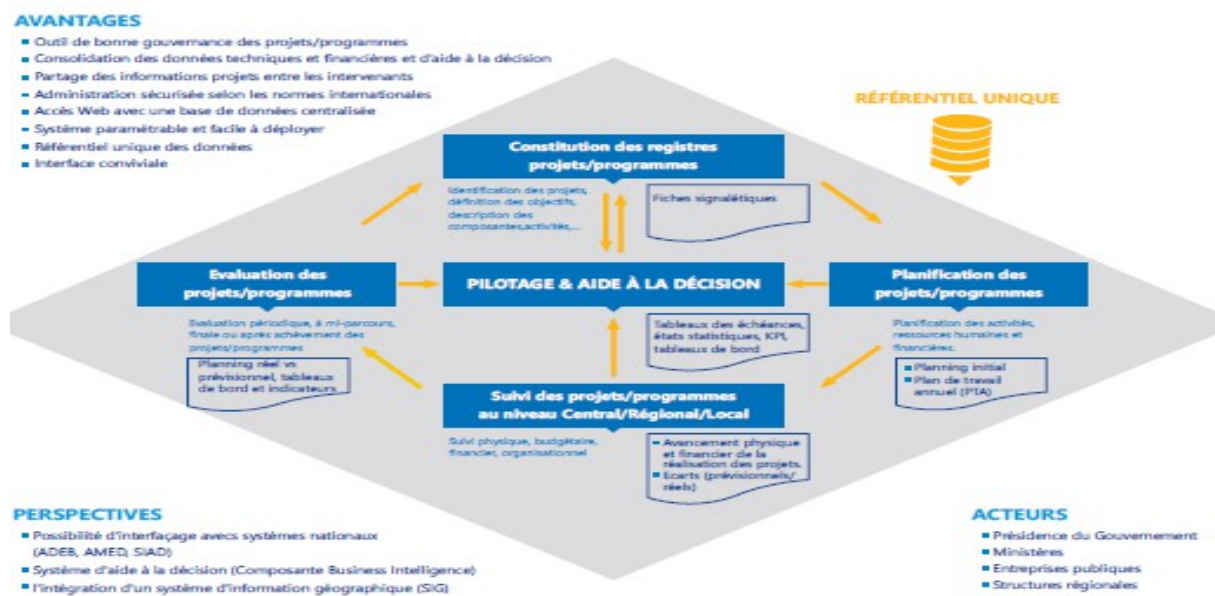 AVANTAGES
Outil de bonne gouvernance des projets/programmes
Consolidation des données techniques et financières et d'aide à la décision
Partage des informations projets entre les intervenants
Administration sécurisée selon les normes internationales
Accès Web avec une base de données centralisée
Système paramétrable et facile à déployer
Référentiel unique des données
Interface conviviale
RÉFÉRENTIEL UNIQUE
Constitution des registres
projets/programmes
Identification des projets,
définition des objectifs,
description des
composantes,activités,...
Fiches signalétiques
Evaluation des
projets/programmes
Evaluation périodique, à mi-parcours,
finale ou après achèvement des
projets/programmes
Planning réel vs
prévisionnel, tableaux
de bord et indicateurs
PILOTAGE & AIDE À LA DÉCISION
Tableaux des échéances,
états statistiques, KPI,
tableaux de bord
Planification des
projets/programmes
Planification des activités,
ressources humaines et
financières.
Planning initial
Plan de travail
annuel (PTA)
Suivi des projets/programmes
au niveau Central/Régional/Local
Suivi physique, budgétaire,
financier, organisationnel
Avancement physique
et financier de la
réalisation des projets.
Ecarts (prévisionnels/
réels)
PERSPECTIVES
Possibilité d'interfaçage avecs systèmes nationaux
(ADEB, AMED, SIAD)
Système d'aide à la décision (Composante Business Intelligence)
l'intégration d'un système d'information géographique (SIG)
ACTEURS
Présidence du Gouvernement
Ministères
Entreprises publiques
Structures régionales